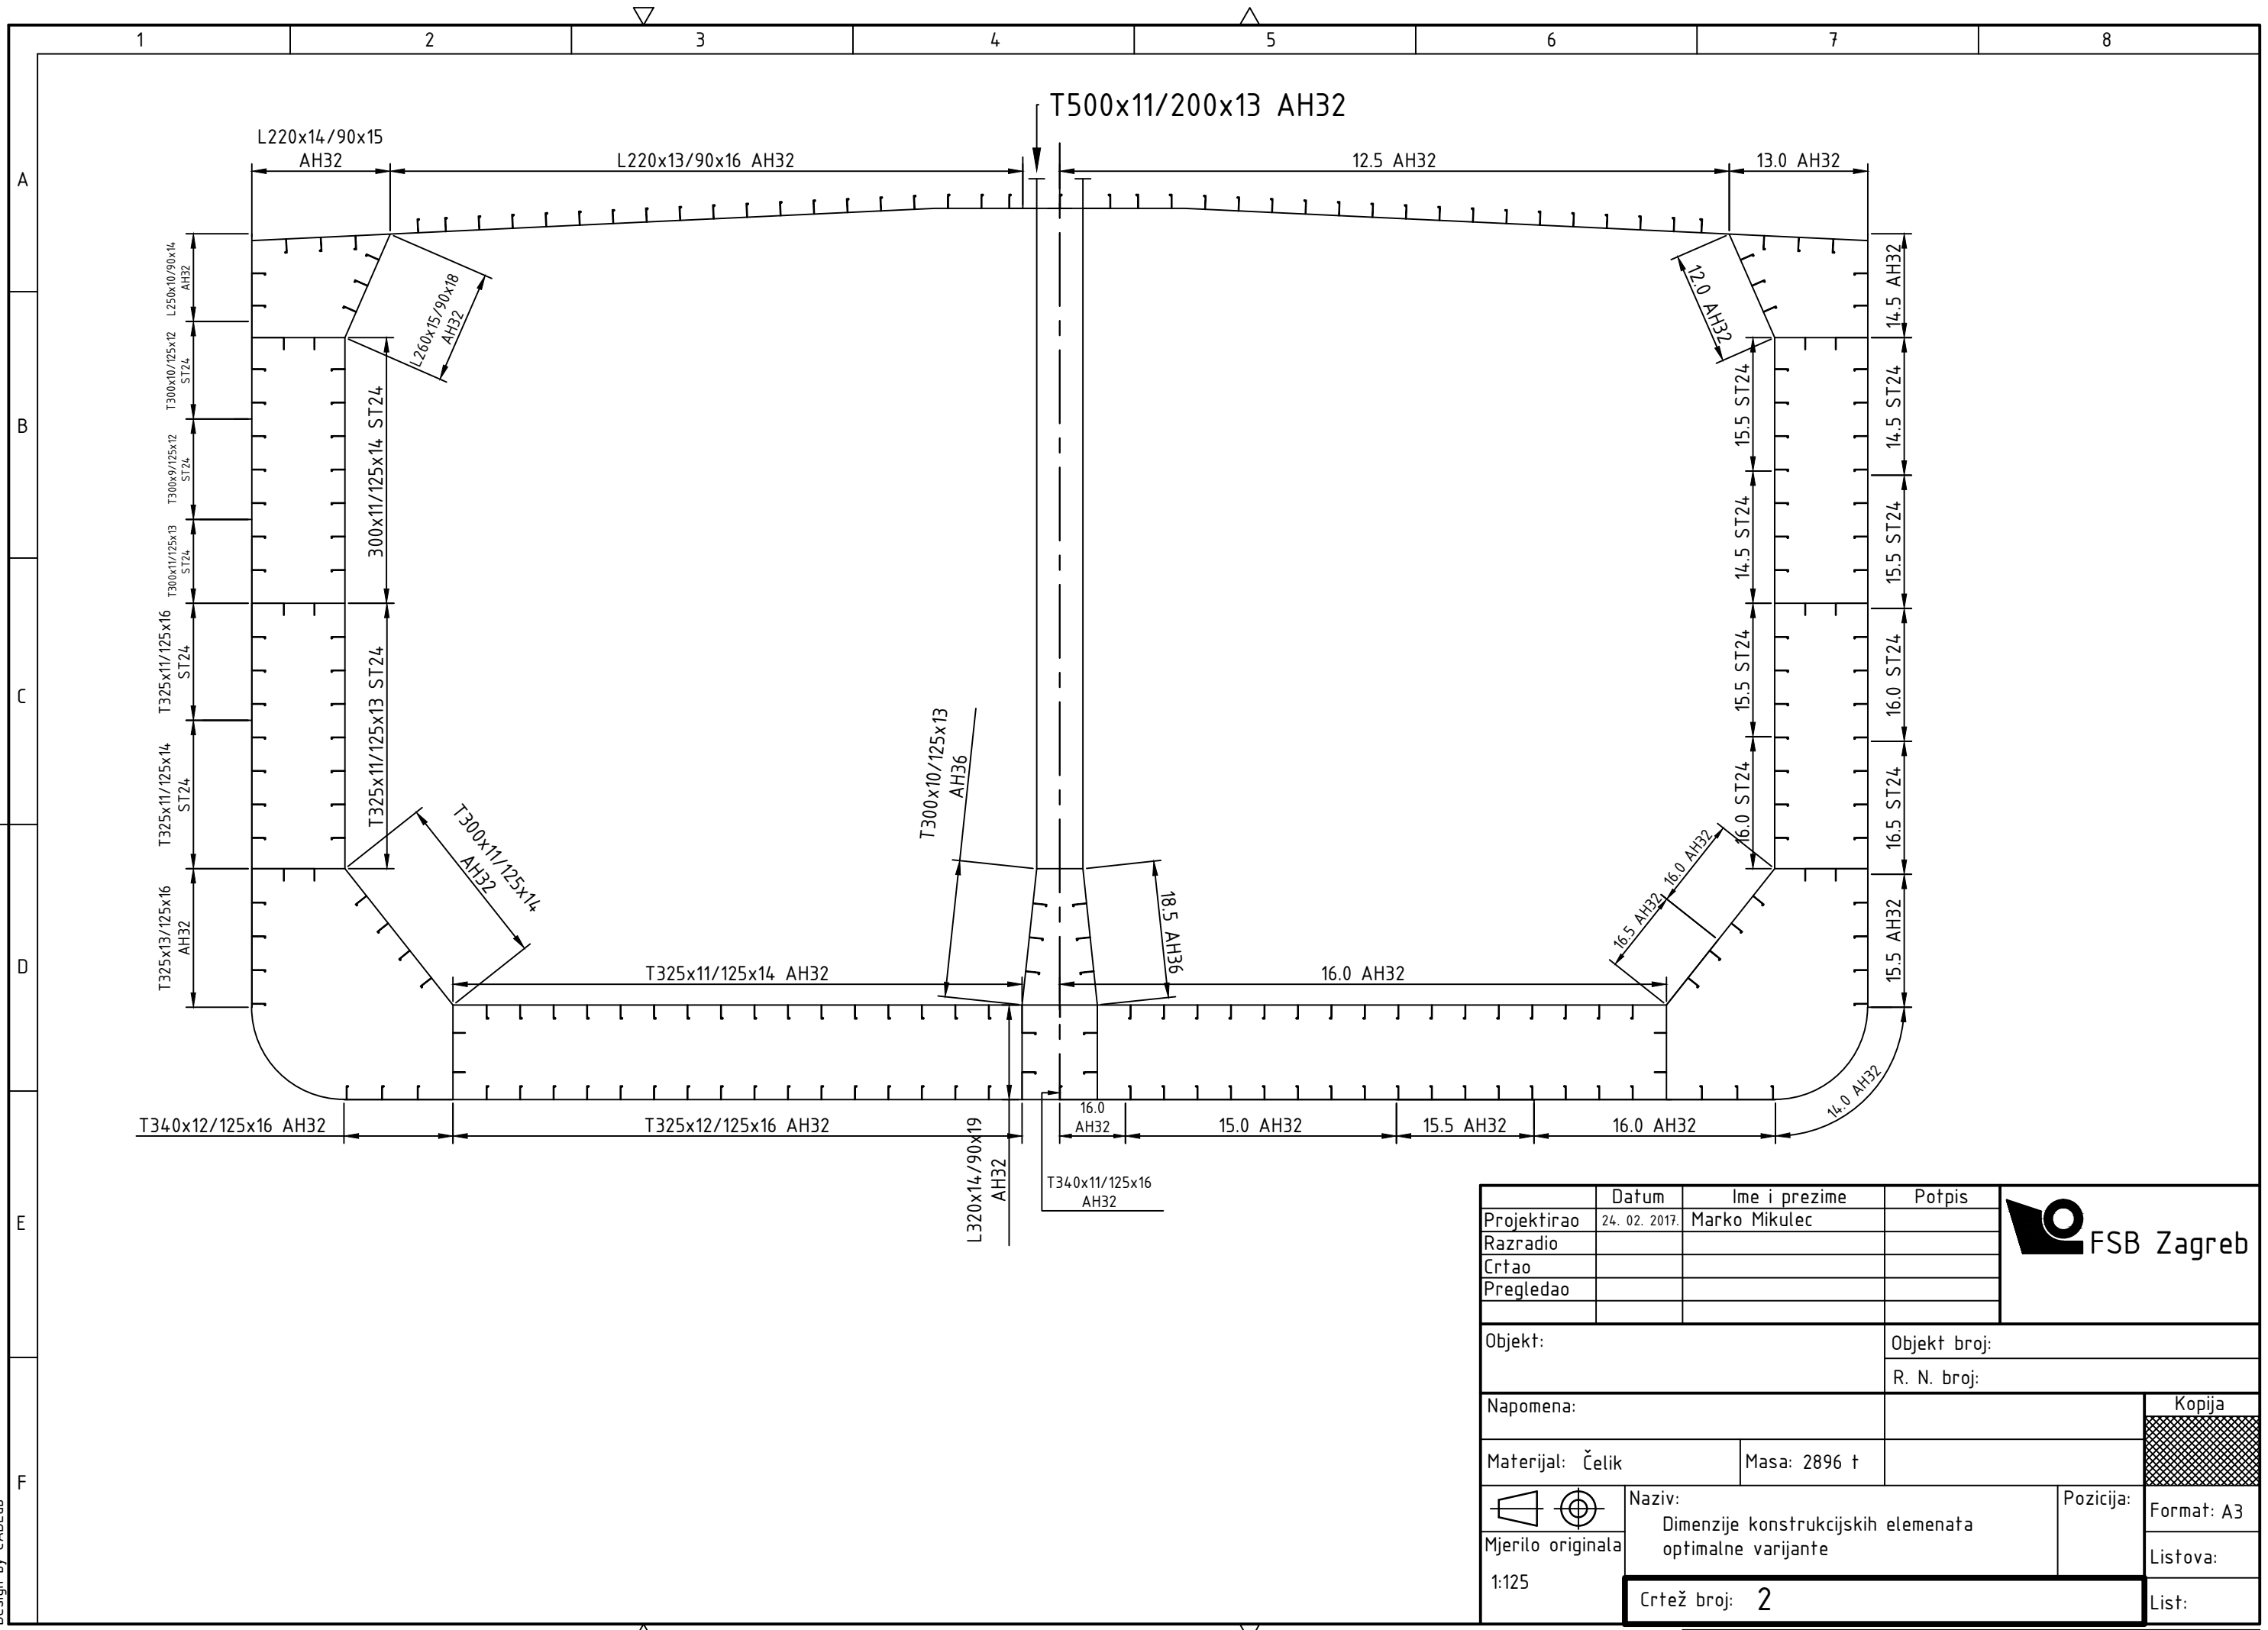 1 2 3 4 5 6 7 8
A
B
C
D
E
F
T500x11/200x13 AH32
L220x14/90x15
AH32
L220x13/90x16 AH32
12.5 AH32
13.0 AH32
L250x10/90x14
AH32
T300x10/125x12
ST24
T300x9/125x12
ST24
T300x11/125x13
ST24
T325x11/125x16
ST24
T325x11/125x14
ST24
T325x13/125x16
AH32
L260x15/90x18
AH32
300x11/125x14 ST24
T325x11/125x13 ST24
T300x11/125x14
AH32
T300x10/125x13
AH36
18.5 AH36
12.0 AH32
15.5 ST24
14.5 ST24
15.5 ST24
16.0 ST24
16.0 AH32
16.5 AH32
14.5 AH32
14.5 ST24
15.5 ST24
16.0 ST24
16.5 ST24
15.5 AH32
14.0 AH32
T325x11/125x14 AH32
16.0 AH32
T340x12/125x16 AH32
T325x12/125x16 AH32
L320x14/90x19
AH32
16.0
AH32
15.0 AH32
15.5 AH32
16.0 AH32
T340x11/125x16
AH32
Datum Ime i prezime Potpis
Projektirao 24. 02. 2017. Marko Mikulec
Razradio
Crtao
Pregledao
FSB Zagreb
Objekt:
Objekt broj:
R. N. broj:
Napomena:
Kopija
Materijal: Čelik
Masa: 2896 t
Naziv:
Dimenzije konstrukcijskih elemenata
optimalne varijante
Pozicija:
Format: A3
Mjerilo originala
1:125
Listova:
Crtež broj: 2
List: